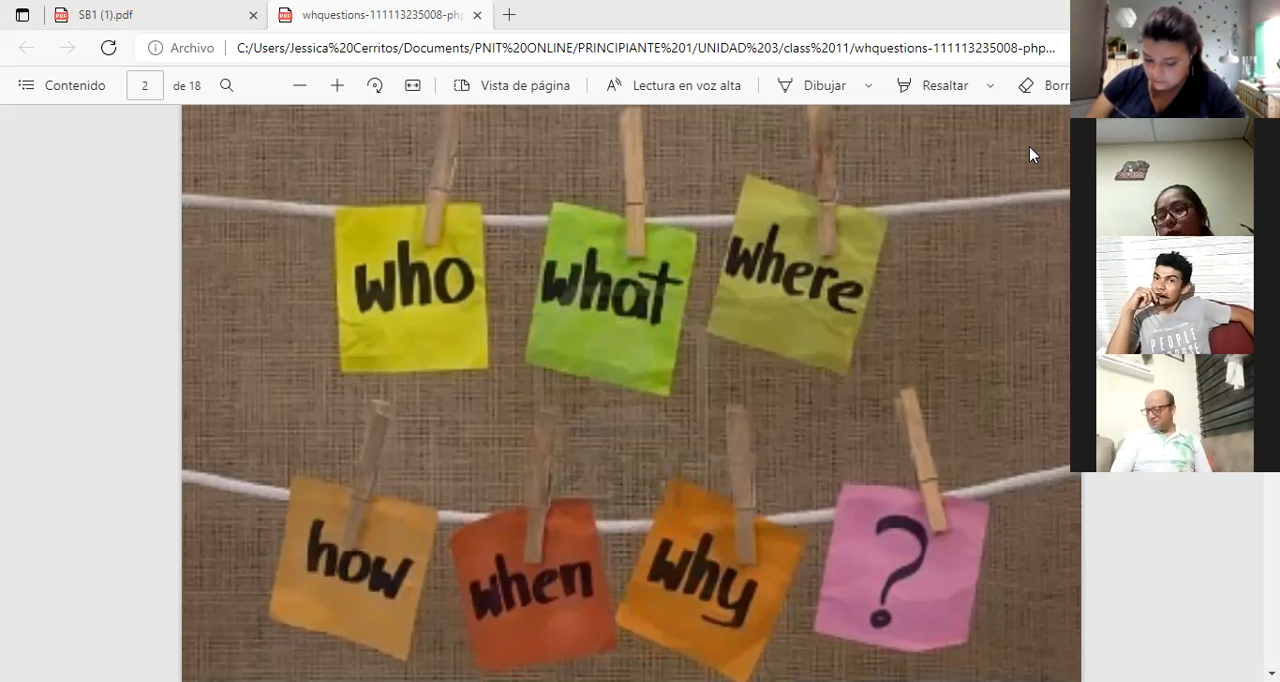 SB1 (1).pdf
whquestions-111113235008-php
Archivo
C:/Users/Jessica%20Cerritos/Documents/PNIT%20ONLINE/PRINCIPIANTE%201/UNIDAD%203/class%2011/whquestions-111113235008-php...
Contenido
2
de 18
Vista de página
Lectura en voz alta
Dibujar
Resaltar
Borr
who
what
where
how
when
why
?
PEOPLE